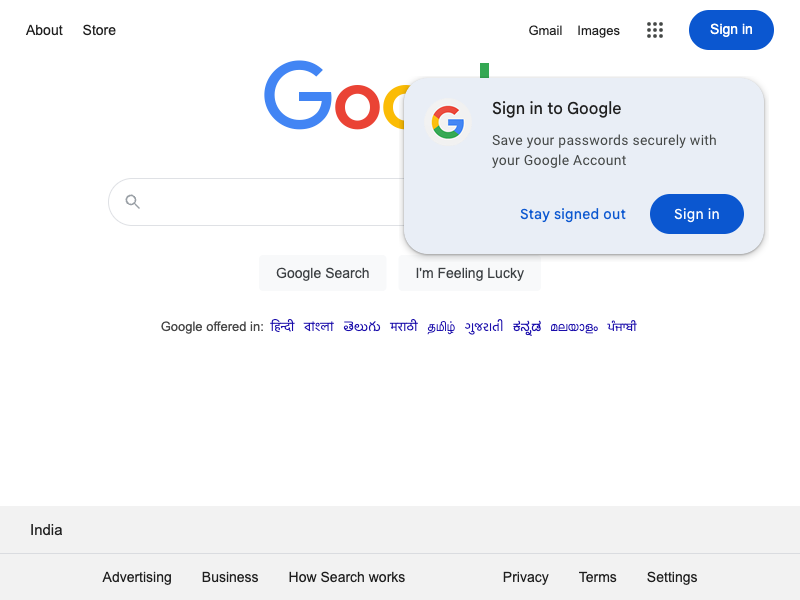 About Store Gmail Images Sign in
Sign in to Google
Save your passwords securely with
your Google Account
Stay signed out Sign in
Google Search I'm Feeling Lucky
Google offered in: हिन्दी বাংলা తెలుగు मराठी தமிழ் ગુજરાતી ಕನ್ನಡ മലയാളം ਪੰਜਾਬੀ
India
Advertising Business How Search works Privacy Terms Settings